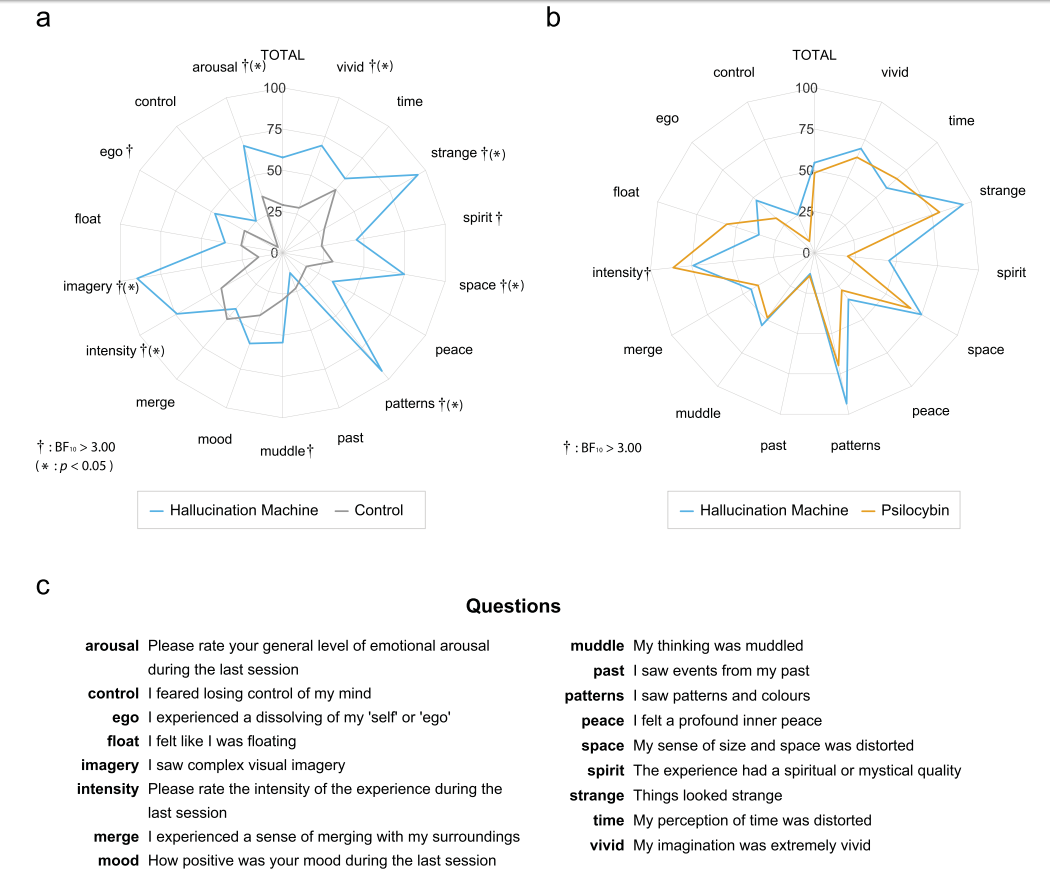 a
TOTAL
arousal †(*)
vivid †(*)
control
time
ego †
strange †(*)
float
spirit †
imagery †(*)
space †(*)
intensity †(*)
peace
merge
patterns †(*)
mood
past
muddle†
100
75
50
25
0
† : BF₁₀ > 3.00
( * : p < 0.05 )
Hallucination Machine
Control
b
TOTAL
control
vivid
ego
time
float
strange
intensity†
spirit
merge
space
muddle
peace
past
patterns
100
75
50
25
0
† : BF₁₀ > 3.00
Hallucination Machine
Psilocybin
c
Questions
arousal Please rate your general level of emotional arousal
during the last session
control I feared losing control of my mind
ego I experienced a dissolving of my 'self' or 'ego'
float I felt like I was floating
imagery I saw complex visual imagery
intensity Please rate the intensity of the experience during the
last session
merge I experienced a sense of merging with my surroundings
mood How positive was your mood during the last session
muddle My thinking was muddled
past I saw events from my past
patterns I saw patterns and colours
peace I felt a profound inner peace
space My sense of size and space was distorted
spirit The experience had a spiritual or mystical quality
strange Things looked strange
time My perception of time was distorted
vivid My imagination was extremely vivid